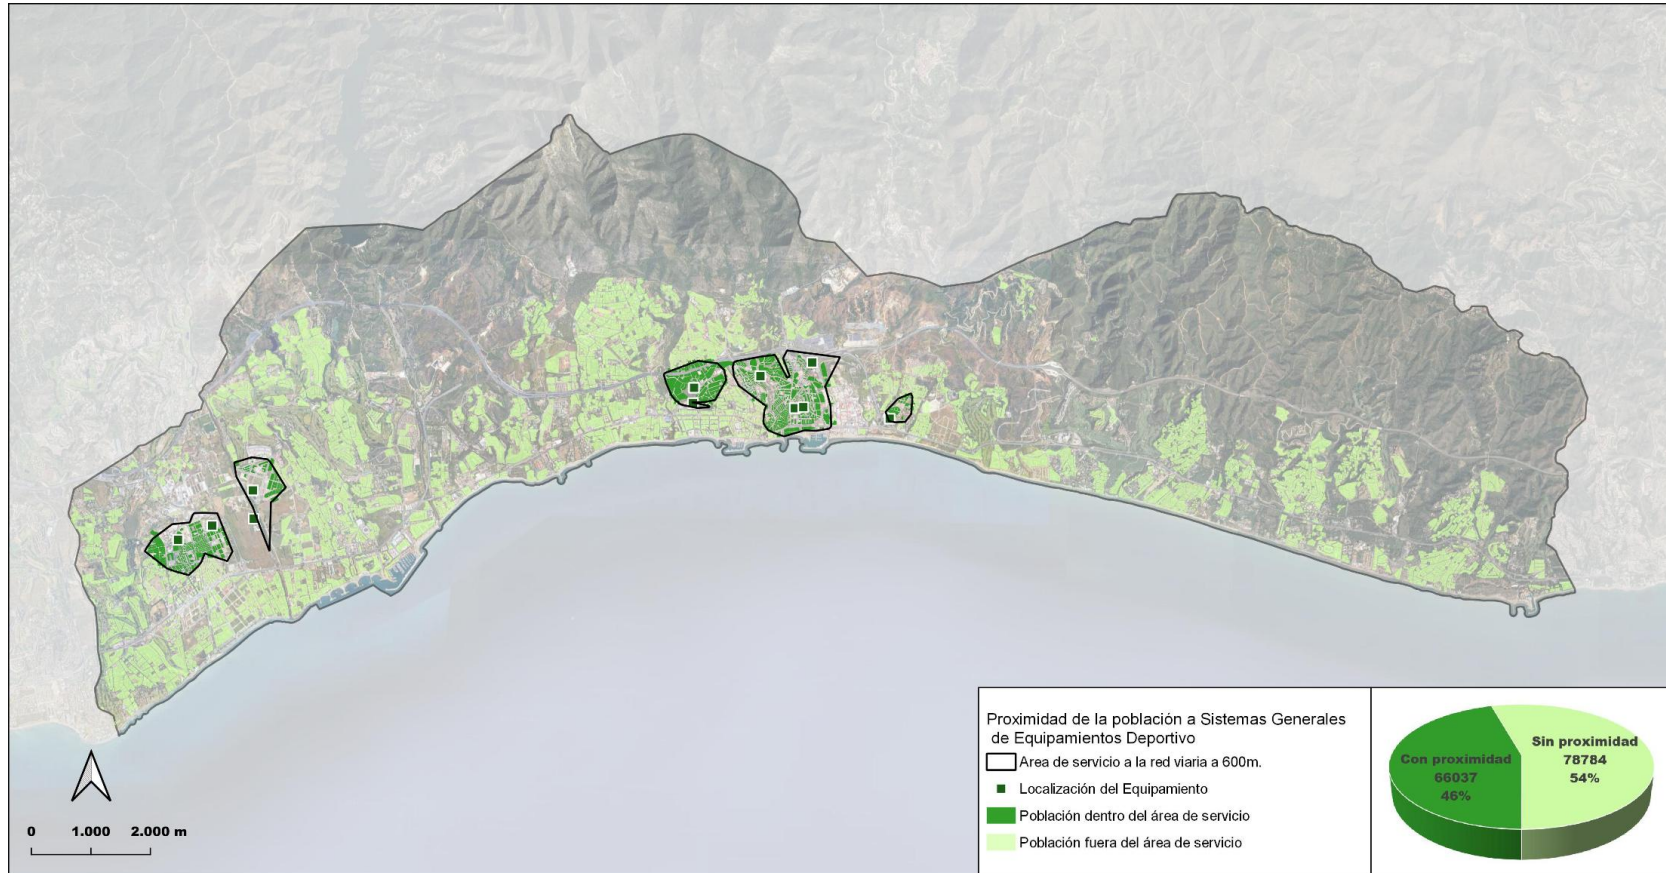 Proximidad de la población a Sistemas Generales
de Equipamientos Deportivo
Area de servicio a la red viaria a 600m.
Localización del Equipamiento
Población dentro del área de servicio
Población fuera del área de servicio
Con proximidad
66037
46%
Sin proximidad
78784
54%
0 1.000 2.000 m